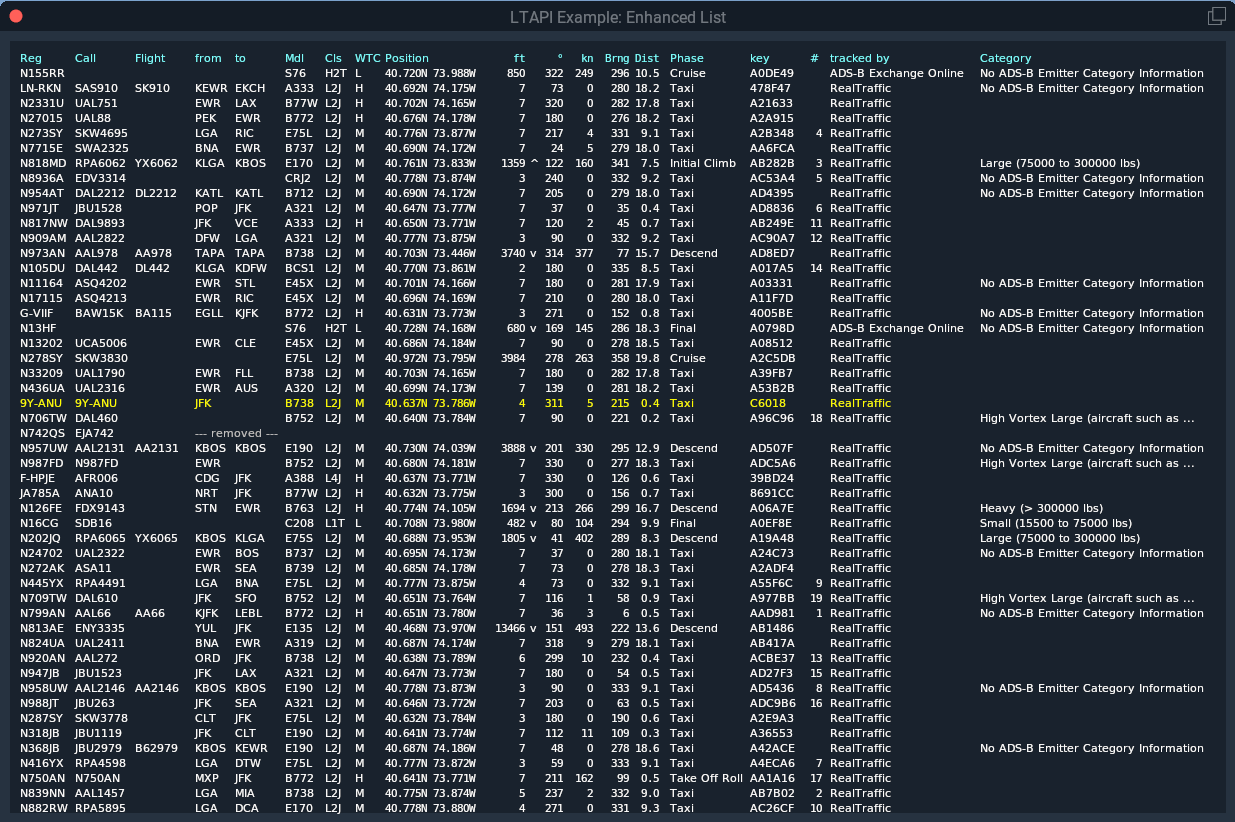 LTAPI Example: Enhanced List
Reg Call Flight from to Mdl Cls WTC Position ft ° kn Brng Dist Phase key # tracked by Category
N155RR S76 H2T L 40.720N 73.988W 850 322 249 296 10.5 Cruise A0DE49 ADS-B Exchange Online No ADS-B Emitter Category Information
LN-RKN SAS910 SK910 KEWR EKCH A333 L2J H 40.692N 74.175W 7 73 0 280 18.2 Taxi 478F47 RealTraffic No ADS-B Emitter Category Information
N2331U UAL751 EWR LAX B77W L2J H 40.702N 74.165W 7 320 0 282 17.8 Taxi A21633 RealTraffic
N27015 UAL88 PEK EWR B772 L2J H 40.676N 74.178W 7 180 0 276 18.2 Taxi A2A915 RealTraffic
N273SY SKW4695 LGA RIC E75L L2J M 40.776N 73.877W 7 217 4 331 9.1 Taxi A2B348 4 RealTraffic
N7715E SWA2325 BNA EWR B737 L2J M 40.690N 74.172W 7 24 5 279 18.0 Taxi AA6FCA RealTraffic
N818MD RPA6062 YX6062 KLGA KBOS E170 L2J M 40.761N 73.833W 1359 ^ 122 160 341 7.5 Initial Climb AB282B 3 RealTraffic Large (75000 to 300000 lbs)
N8936A EDV3314 CRJ2 L2J M 40.778N 73.874W 3 240 0 332 9.2 Taxi AC53A4 5 RealTraffic No ADS-B Emitter Category Information
N954AT DAL2212 DL2212 KATL KATL B712 L2J M 40.690N 74.172W 7 205 0 279 18.0 Taxi AD4395 RealTraffic No ADS-B Emitter Category Information
N971JT JBU1528 POP JFK A321 L2J M 40.647N 73.777W 7 37 0 35 0.4 Taxi AD8836 6 RealTraffic
N817NW DAL9893 JFK VCE A333 L2J H 40.650N 73.771W 7 120 2 45 0.7 Taxi AB249E 11 RealTraffic
N909AM AAL2822 DFW LGA A321 L2J M 40.777N 73.875W 3 90 0 332 9.2 Taxi AC90A7 12 RealTraffic
N973AN AAL978 AA978 TAPA TAPA B738 L2J M 40.703N 73.446W 3740 v 314 377 77 15.7 Descend AD8ED7 RealTraffic
N105DU DAL442 DL442 KLGA KDFW BCS1 L2J M 40.770N 73.861W 2 180 0 335 8.5 Taxi A017A5 14 RealTraffic
N11164 ASQ4202 EWR STL E45X L2J M 40.701N 74.166W 7 180 0 281 17.9 Taxi A03331 RealTraffic No ADS-B Emitter Category Information
N17115 ASQ4213 EWR RIC E45X L2J M 40.696N 74.169W 7 210 0 280 18.0 Taxi A11F7D RealTraffic
G-VIIF BAW15K BA115 EGLL KJFK B772 L2J H 40.631N 73.773W 3 271 0 152 0.8 Taxi 4005BE RealTraffic No ADS-B Emitter Category Information
N13HF S76 H2T L 40.728N 74.168W 680 v 169 145 286 18.3 Final A0798D ADS-B Exchange Online No ADS-B Emitter Category Information
N13202 UCA5006 EWR CLE E45X L2J M 40.686N 74.184W 7 90 0 278 18.5 Taxi A08512 RealTraffic
N278SY SKW3830 E75L L2J M 40.972N 73.795W 3984 278 263 358 19.8 Cruise A2C5DB RealTraffic
N33209 UAL1790 EWR FLL B738 L2J M 40.703N 74.165W 7 180 0 282 17.8 Taxi A39FB7 RealTraffic
N436UA UAL2316 EWR AUS A320 L2J M 40.699N 74.173W 7 139 0 281 18.2 Taxi A53B2B RealTraffic
9Y-ANU 9Y-ANU JFK B738 L2J M 40.637N 73.786W 4 311 5 215 0.4 Taxi C6018 RealTraffic
N706TW DAL460 B752 L2J M 40.640N 73.784W 7 90 0 221 0.2 Taxi A96C96 18 RealTraffic High Vortex Large (aircraft such as ...
N742QS EJA742 --- removed ---
N957UW AAL2131 AA2131 KBOS KBOS E190 L2J M 40.730N 74.039W 3888 v 201 330 295 12.9 Descend AD507F RealTraffic No ADS-B Emitter Category Information
N987FD N987FD EWR B752 L2J M 40.680N 74.181W 7 330 0 277 18.3 Taxi ADC5A6 RealTraffic High Vortex Large (aircraft such as ...
F-HPJE AFR006 CDG JFK A388 L4J H 40.637N 73.771W 7 330 0 126 0.6 Taxi 39BD24 RealTraffic
JA785A ANA10 NRT JFK B77W L2J H 40.632N 73.775W 3 300 0 156 0.7 Taxi 8691CC RealTraffic
N126FE FDX9143 STN EWR B763 L2J H 40.774N 74.105W 1694 v 213 266 299 16.7 Descend A06A7E RealTraffic Heavy (> 300000 lbs)
N16CG SDB16 C208 L1T L 40.708N 73.980W 482 v 80 104 294 9.9 Final A0EF8E RealTraffic Small (15500 to 75000 lbs)
N202JQ RPA6065 YX6065 KBOS KLGA E75S L2J M 40.688N 73.953W 1805 v 41 402 289 8.3 Descend A19A48 RealTraffic Large (75000 to 300000 lbs)
N24702 UAL2322 EWR BOS B737 L2J M 40.695N 74.173W 7 37 0 280 18.1 Taxi A24C73 RealTraffic No ADS-B Emitter Category Information
N272AK ASA11 EWR SEA B739 L2J M 40.685N 74.178W 7 73 0 278 18.3 Taxi A2ADF4 RealTraffic
N445YX RPA4491 LGA BNA E75L L2J M 40.777N 73.875W 4 73 0 332 9.1 Taxi A55F6C 9 RealTraffic
N709TW DAL610 JFK SFO B752 L2J M 40.651N 73.764W 7 116 1 58 0.9 Taxi A977BB 19 RealTraffic High Vortex Large (aircraft such as ...
N799AN AAL66 AA66 KJFK LEBL B772 L2J H 40.651N 73.780W 7 36 3 6 0.5 Taxi AAD981 1 RealTraffic No ADS-B Emitter Category Information
N813AE ENY3335 YUL JFK E135 L2J M 40.468N 73.970W 13466 v 151 493 222 13.6 Descend AB1486 RealTraffic
N824UA UAL2411 BNA EWR A319 L2J M 40.687N 74.174W 7 318 9 279 18.1 Taxi AB417A RealTraffic
N920AN AAL272 ORD JFK B738 L2J M 40.638N 73.789W 6 299 10 232 0.4 Taxi ACBE37 13 RealTraffic
N947JB JBU1523 JFK LAX A321 L2J M 40.647N 73.773W 7 180 0 54 0.5 Taxi AD27F3 15 RealTraffic
N958UW AAL2146 AA2146 KBOS KBOS E190 L2J M 40.778N 73.873W 3 90 0 333 9.1 Taxi AD5436 8 RealTraffic No ADS-B Emitter Category Information
N988JT JBU263 JFK SEA A321 L2J M 40.646N 73.772W 7 203 0 63 0.5 Taxi ADC9B6 16 RealTraffic
N287SY SKW3778 CLT JFK E75L L2J M 40.632N 73.784W 3 180 0 190 0.6 Taxi A2E9A3 RealTraffic
N318JB JBU1119 JFK CLT E190 L2J M 40.641N 73.774W 7 112 11 109 0.3 Taxi A36553 RealTraffic
N368JB JBU2979 B62979 KBOS KEWR E190 L2J M 40.687N 74.186W 7 48 0 278 18.6 Taxi A42ACE RealTraffic No ADS-B Emitter Category Information
N416YX RPA4598 LGA DTW E75L L2J M 40.777N 73.872W 3 59 0 333 9.1 Taxi A4ECA6 7 RealTraffic
N750AN N750AN MXP JFK B772 L2J H 40.641N 73.771W 7 211 162 99 0.5 Take Off Roll AA1A16 17 RealTraffic
N839NN AAL1457 LGA MIA B738 L2J M 40.775N 73.874W 5 237 2 332 9.0 Taxi AB7B02 2 RealTraffic
N882RW RPA5895 LGA DCA E170 L2J M 40.778N 73.880W 4 271 0 331 9.3 Taxi AC26CF 10 RealTraffic